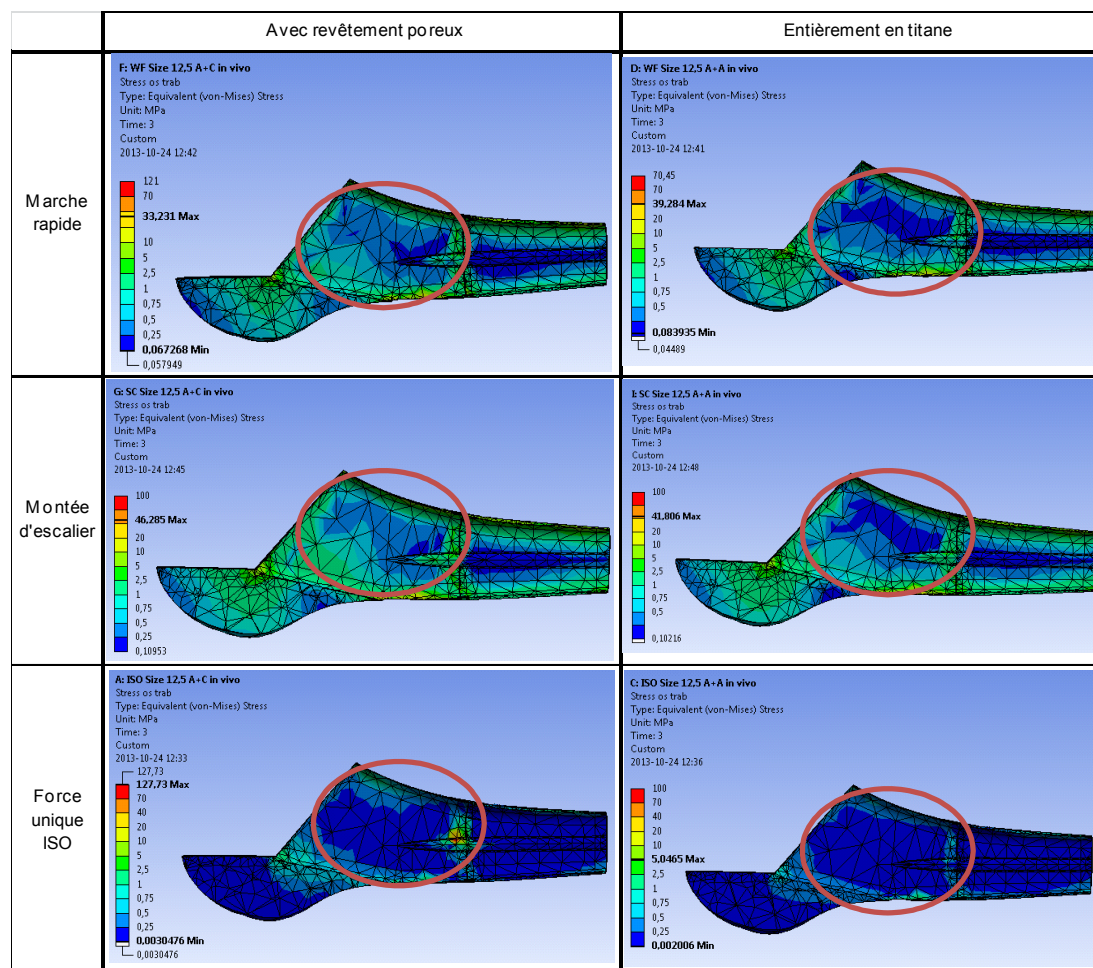 Avec revêtement poreux
Entièrement en titane
Marche
rapide
F: WF Size 12,5 A+C in vivo
Stress os trab
Type: Equivalent (von-Mises) Stress
Unit: MPa
Time: 3
Custom
2013-10-24 12:42
121
70
33,231 Max
10
5
2,5
1
0,75
0,5
0,25
0,067268 Min
0,057949
D: WF Size 12,5 A+A in vivo
Stress os trab
Type: Equivalent (von-Mises) Stress
Unit: MPa
Time: 3
Custom
2013-10-24 12:41
70,45
70
39,284 Max
20
10
5
2,5
1
0,75
0,5
0,083935 Min
0,04489
Montée
d'escalier
G: SC Size 12,5 A+C in vivo
Stress os trab
Type: Equivalent (von-Mises) Stress
Unit: MPa
Time: 3
Custom
2013-10-24 12:45
100
46,285 Max
20
10
5
2,5
1
0,75
0,5
0,25
0,10953
I: SC Size 12,5 A+A in vivo
Stress os trab
Type: Equivalent (von-Mises) Stress
Unit: MPa
Time: 3
Custom
2013-10-24 12:48
100
41,806 Max
20
10
5
2,5
1
0,75
0,5
0,10216
Force
unique
ISO
A: ISO Size 12,5 A+C in vivo
Stress os trab
Type: Equivalent (von-Mises) Stress
Unit: MPa
Time: 3
Custom
2013-10-24 12:33
127,73
127,73 Max
70
40
20
10
5
2,5
1
0,75
0,5
0,25
0,0030476 Min
0,0030476
C: ISO Size 12,5 A+A in vivo
Stress os trab
Type: Equivalent (von-Mises) Stress
Unit: MPa
Time: 3
Custom
2013-10-24 12:36
100
70
40
20
10
5,0465 Max
2,5
1
0,75
0,5
0,25
0,002006 Min